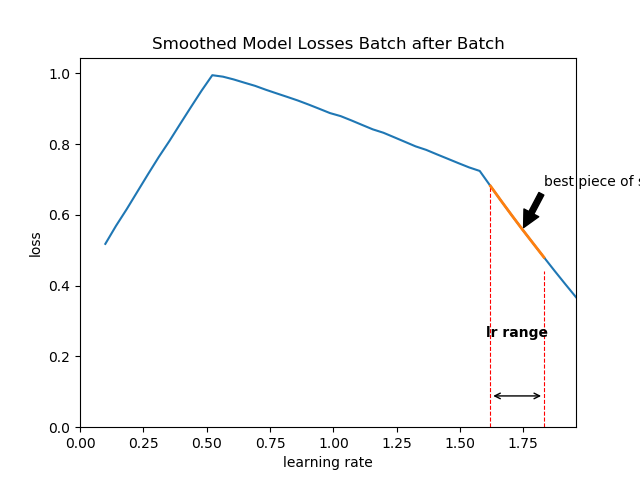 Smoothed Model Losses Batch after Batch
1.0
0.8
0.6
0.4
0.2
0.0
loss
best piece of
lr range
0.00 0.25 0.50 0.75 1.00 1.25 1.50 1.75
learning rate